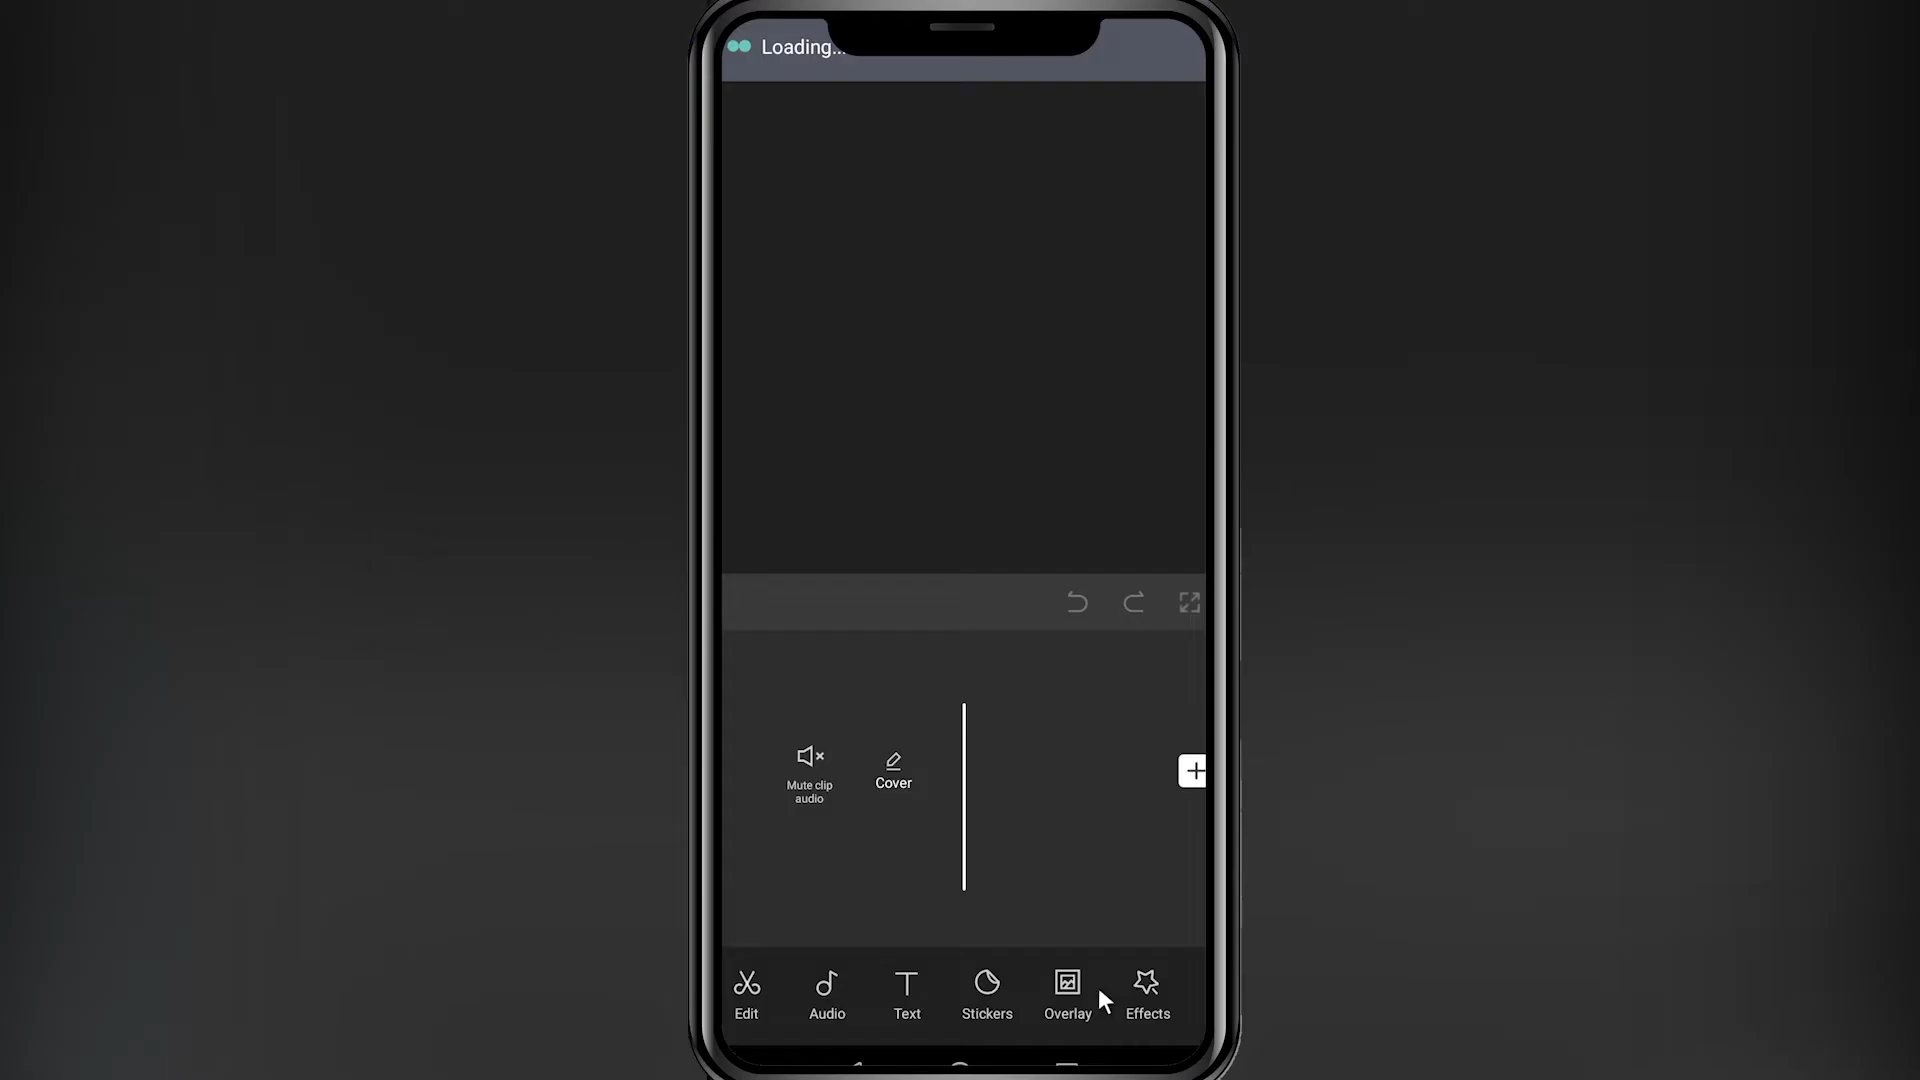 Loading...
Mute clip
audio
Cover
Edit
Audio
Text
Stickers
Overlay
Effects